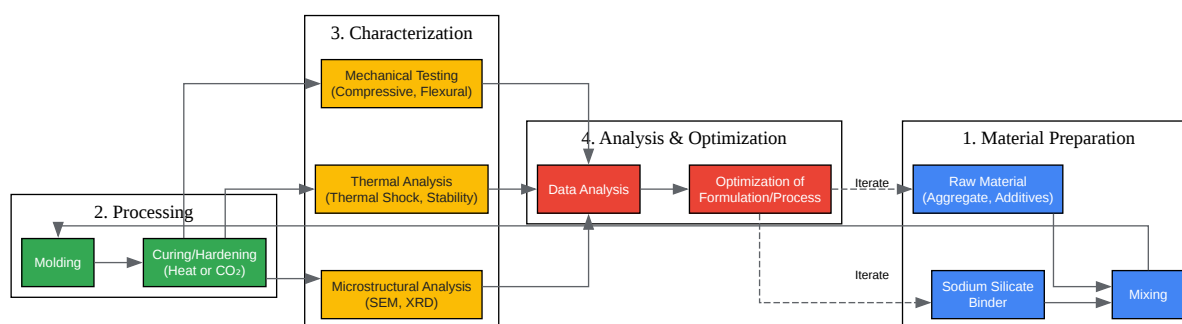 3. Characterization
Mechanical Testing
(Compressive, Flexural)
Thermal Analysis
(Thermal Shock, Stability)
Microstructural Analysis
(SEM, XRD)
2. Processing
Molding
Curing/Hardening
(Heat or CO₂)
4. Analysis & Optimization
Data Analysis
Optimization of
Formulation/Process
Iterate
Iterate
1. Material Preparation
Raw Material
(Aggregate, Additives)
Sodium Silicate
Binder
Mixing